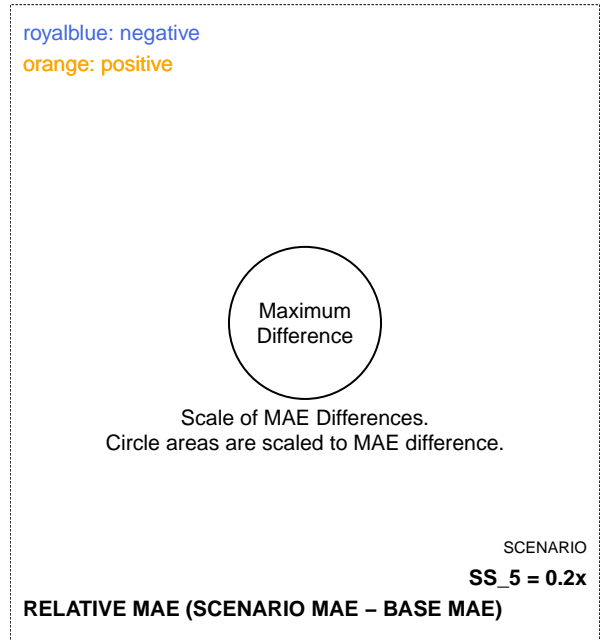 royalblue: negative
orange: positive
Maximum
Difference
Scale of MAE Differences.
Circle areas are scaled to MAE difference.
SCENARIO
SS_5 = 0.2x
RELATIVE MAE (SCENARIO MAE − BASE MAE)